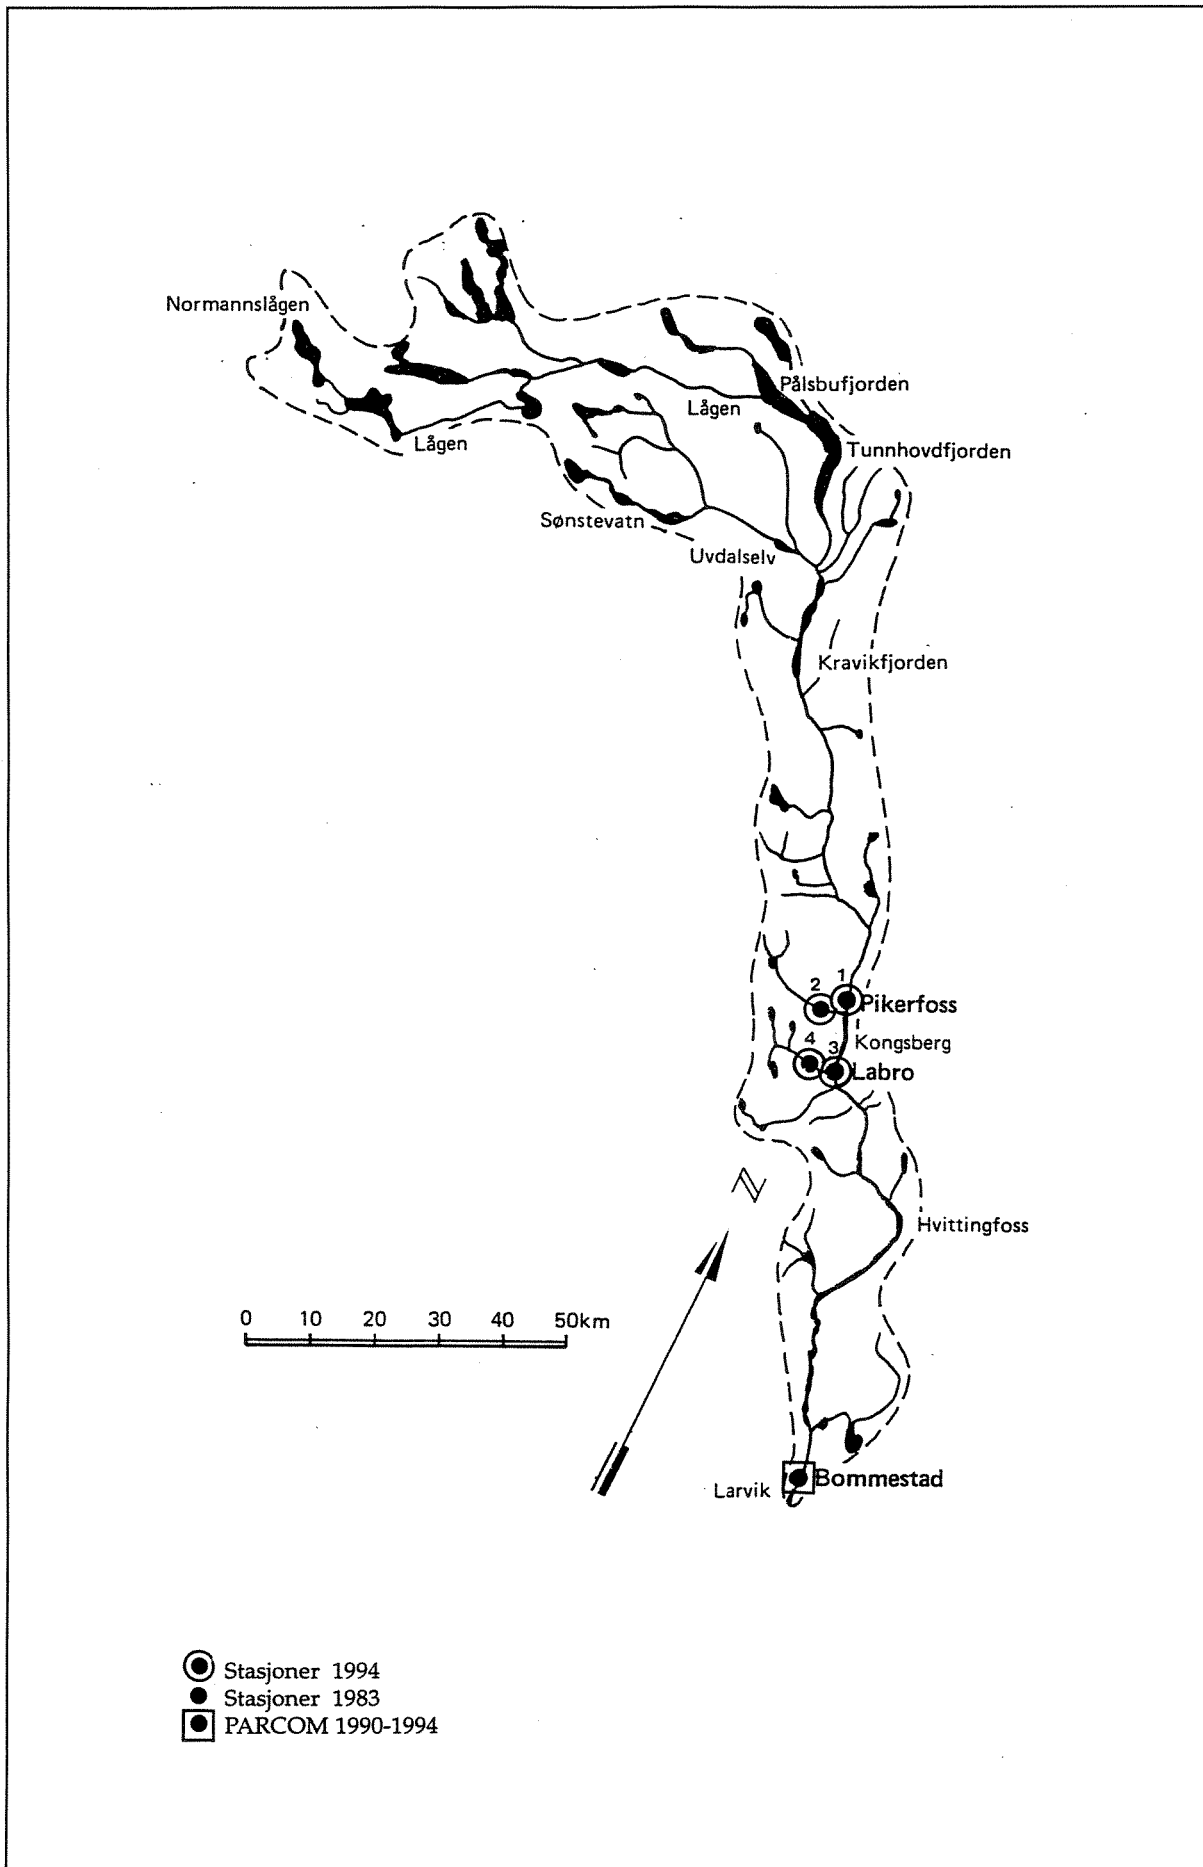 Normannslågen
Pålsbufjorden
Lågen
Lågen
Tunnhovdfjorden
Sønstevatn
Uvdalselv
Kravikfjorden
2 1
Pikerfoss
Kongsberg
4 3
Labro
N
Hvittingfoss
0 10 20 30 40 50km
Bommestad
Larvik
Stasjoner 1994
Stasjoner 1983
PARCOM 1990-1994